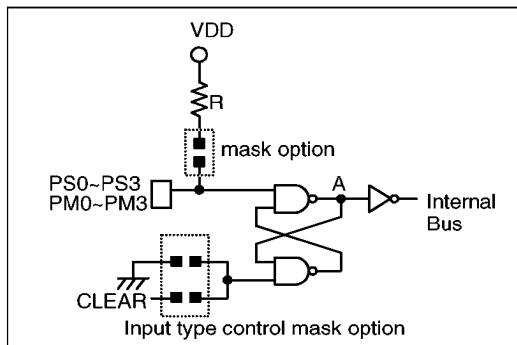 VDD
R
mask option
PS0~PS3
PM0~PM3
A
Internal
Bus
CLEAR
Input type control mask option